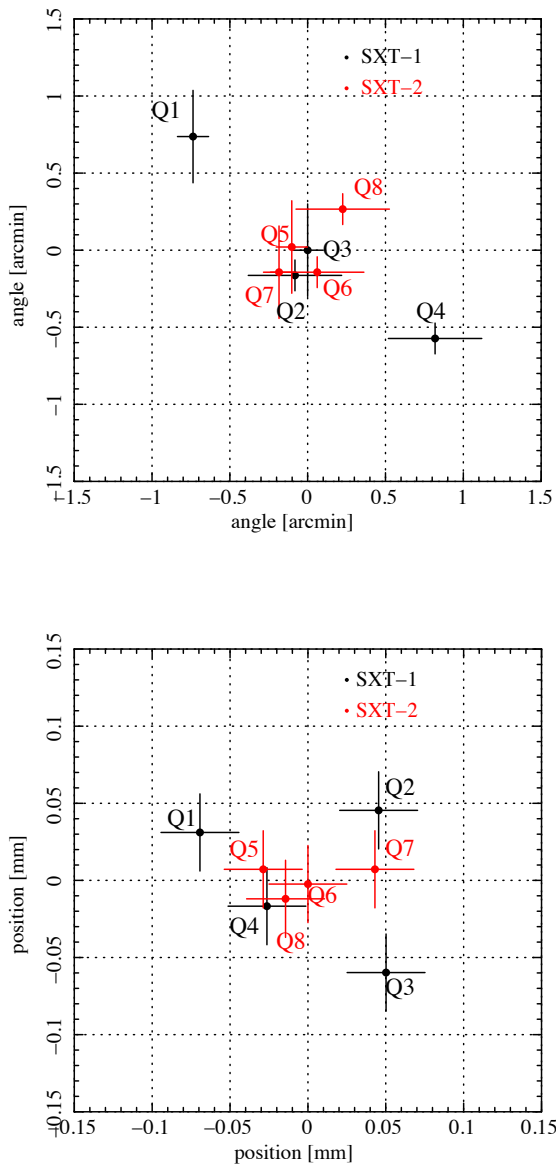 1.5
SXT−1
SXT−2
Q1
1
Q8
0.5
Q5
Q3
angle [arcmin]
0
Q7
Q6
Q2
Q4
−0.5
−1
−1.5
−1.5 −1 −0.5 0 0.5 1 1.5
angle [arcmin]
0.15
SXT−1
SXT−2
0.1
Q2
0.05
Q1
Q5
Q7
position [mm]
0
Q6
Q4
Q8
−0.05
Q3
−0.1
−0.15
−0.15 −0.1 −0.05 0 0.05 0.1 0.15
position [mm]